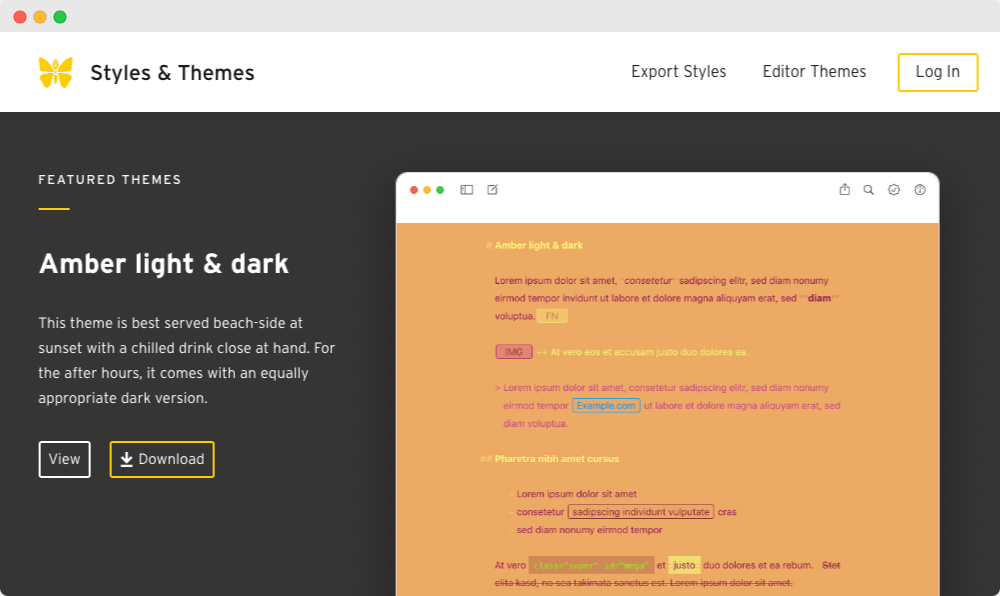 Styles & Themes
Export Styles
Editor Themes
Log In
FEATURED THEMES
Amber light & dark
This theme is best served beach-side at
sunset with a chilled drink close at hand. For
the after hours, it comes with an equally
appropriate dark version.
View
Download
# Amber light & dark
Lorem ipsum dolor sit amet, *consetetur* sadipscing elitr, sed diam nonumy
eirmod tempor invidunt ut labore et dolore magna aliquyam erat, sed **diam**
voluptua. FN
IMG ++ At vero eos et accusam justo duo dolores ea.
> Lorem ipsum dolor sit amet, consetetur sadipscing elitr, sed diam nonumy
eirmod tempor Example.com ut labore et dolore magna aliquyam erat, sed
diam voluptua.
## Pharetra nibh amet cursus
- Lorem ipsum dolor sit amet
- consetetur sadipscing individunt vulputate cras
- sed diam nonumy eirmod tempor
At vero class="super" id="mega" et justo duo dolores et ea rebum. Stet
clita kasd, no sea takimata sanctus est. Lorem ipsum dolor sit amet.